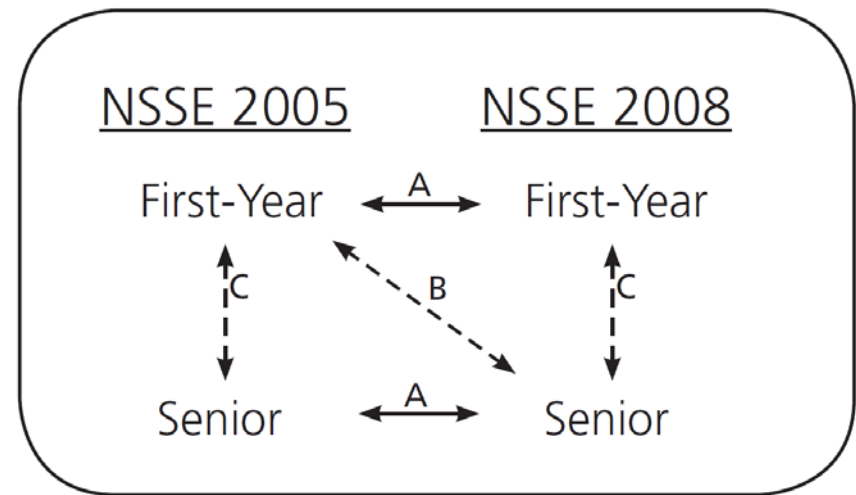 NSSE 2005 NSSE 2008
First-Year A First-Year
C B C
Senior A Senior